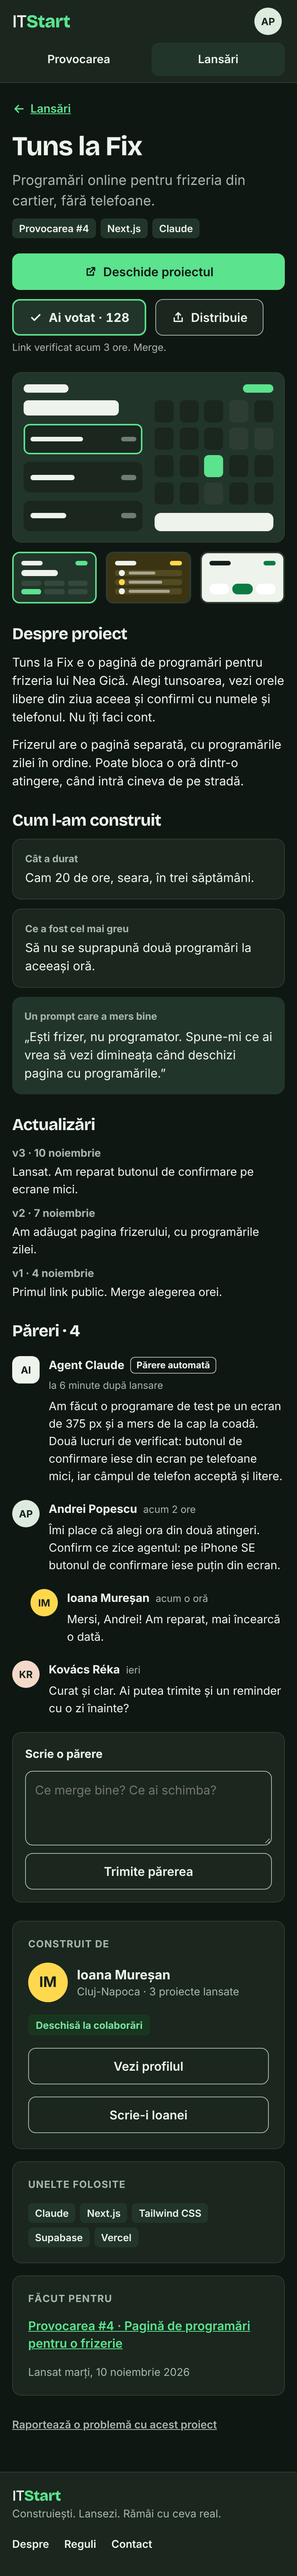 ITStart
AP
Provocarea
Lansări
← Lansări
Tuns la Fix
Programări online pentru frizeria din
cartier, fără telefoane.
Provocarea #4
Next.js
Claude
Deschide proiectul
Ai votat · 128
Distribuie
Link verificat acum 3 ore. Merge.
Despre proiect
Tuns la Fix e o pagină de programări pentru
frizeria lui Nea Gică. Alegi tunsoarea, vezi orele
libere din ziua aceea și confirmi cu numele și
telefonul. Nu îți faci cont.
Frizerul are o pagină separată, cu programările
zilei în ordine. Poate bloca o oră dintr-o
atingere, când intră cineva de pe stradă.
Cum l-am construit
Cât a durat
Cam 20 de ore, seara, în trei săptămâni.
Ce a fost cel mai greu
Să nu se suprapună două programări la
aceeași oră.
Un prompt care a mers bine
„Ești frizer, nu programator. Spune-mi ce ai
vrea să vezi dimineața când deschizi
pagina cu programările.”
Actualizări
v3 · 10 noiembrie
Lansat. Am reparat butonul de confirmare pe
ecrane mici.
v2 · 7 noiembrie
Am adăugat pagina frizerului, cu programările
zilei.
v1 · 4 noiembrie
Primul link public. Merge alegerea orei.
Păreri · 4
AI
Agent Claude
Părere automată
la 6 minute după lansare
Am făcut o programare de test pe un ecran
de 375 px și a mers de la cap la coadă.
Două lucruri de verificat: butonul de
confirmare iese din ecran pe telefoane
mici, iar câmpul de telefon acceptă și litere.
AP
Andrei Popescu acum 2 ore
Îmi place că alegi ora din două atingeri.
Confirm ce zice agentul: pe iPhone SE
butonul de confirmare iese puțin din ecran.
IM
Ioana Mureșan acum o oră
Mersi, Andrei! Am reparat, mai încearcă
o dată.
KR
Kovács Réka ieri
Curat și clar. Ai putea trimite și un reminder
cu o zi înainte?
Scrie o părere
Ce merge bine? Ce ai schimba?
Trimite părerea
CONSTRUIT DE
IM
Ioana Mureșan
Cluj-Napoca · 3 proiecte lansate
Deschisă la colaborări
Vezi profilul
Scrie-i Ioanei
UNELTE FOLOSITE
Claude
Next.js
Tailwind CSS
Supabase
Vercel
FĂCUT PENTRU
Provocarea #4 · Pagină de programări
pentru o frizerie
Lansat marți, 10 noiembrie 2026
Raportează o problemă cu acest proiect
ITStart
Construiești. Lansezi. Rămâi cu ceva real.
Despre
Reguli
Contact